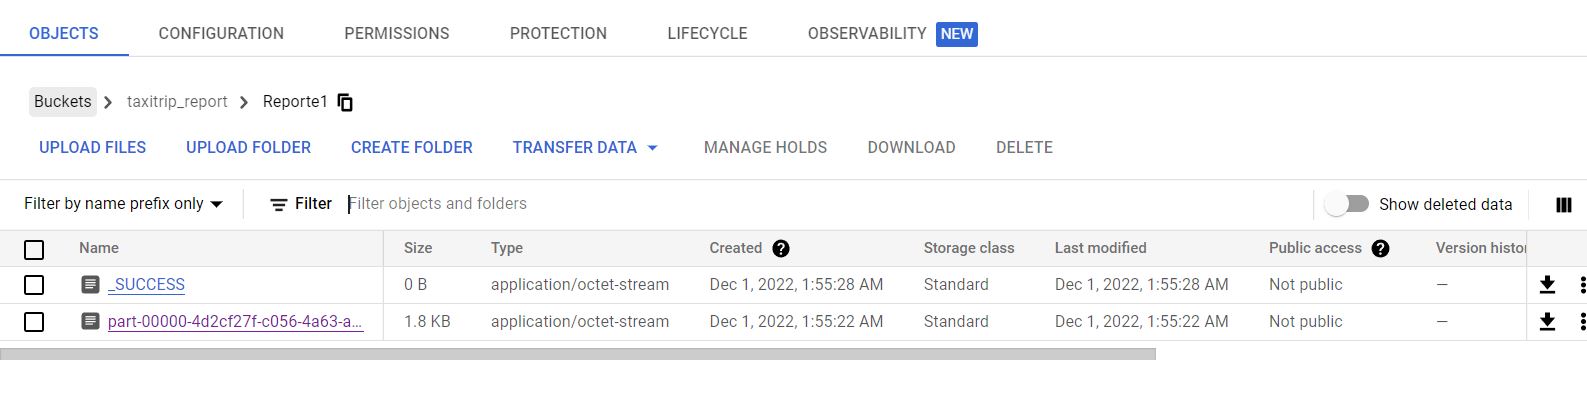 OBJECTS CONFIGURATION PERMISSIONS PROTECTION LIFECYCLE OBSERVABILITY NEW
Buckets taxitrip_report Reporte1
UPLOAD FILES UPLOAD FOLDER CREATE FOLDER TRANSFER DATA MANAGE HOLDS DOWNLOAD DELETE
Filter by name prefix only Filter Filter objects and folders Show deleted data
Name Size Type Created Storage class Last modified Public access Version histor
_SUCCESS 0 B application/octet-stream Dec 1, 2022, 1:55:28 AM Standard Dec 1, 2022, 1:55:28 AM Not public —
part-00000-4d2cf27f-c056-4a63-a... 1.8 KB application/octet-stream Dec 1, 2022, 1:55:22 AM Standard Dec 1, 2022, 1:55:22 AM Not public —